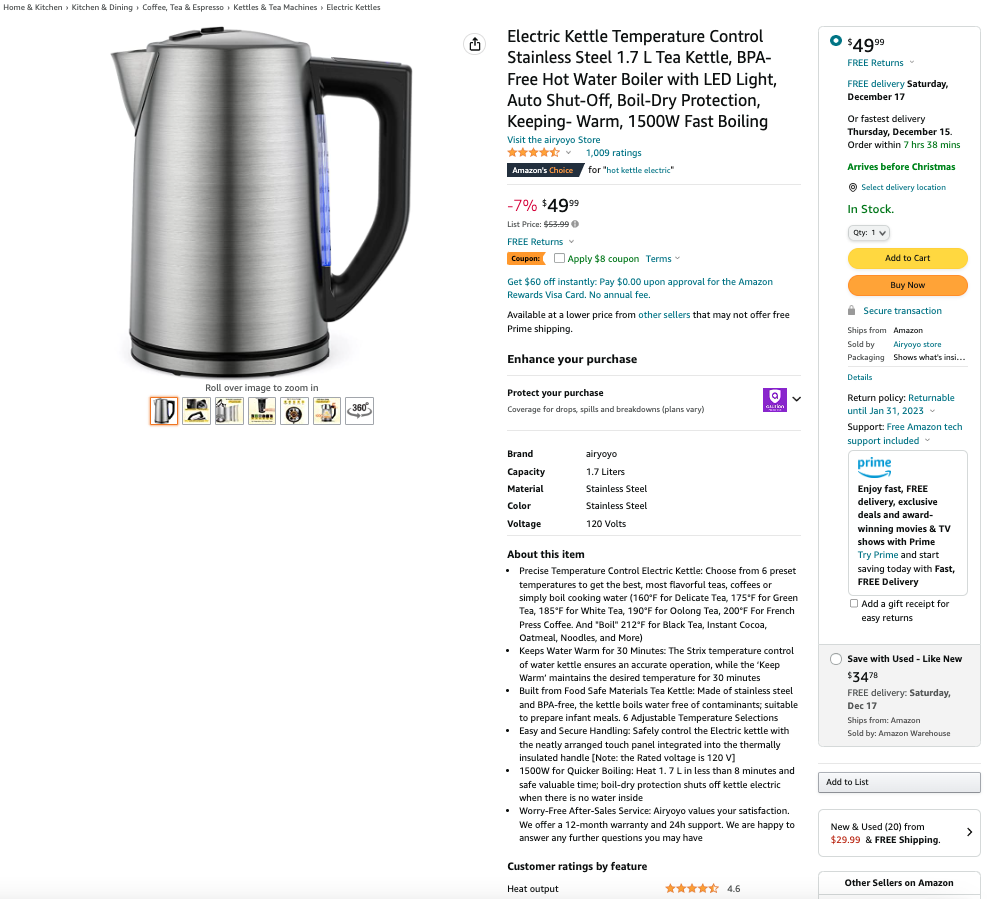 Home & Kitchen › Kitchen & Dining › Coffee, Tea & Espresso › Kettles & Tea Machines › Electric Kettles
Roll over image to zoom in
360°
Electric Kettle Temperature Control
Stainless Steel 1.7 L Tea Kettle, BPA-
Free Hot Water Boiler with LED Light,
Auto Shut-Off, Boil-Dry Protection,
Keeping- Warm, 1500W Fast Boiling
Visit the airyoyo Store
1,009 ratings
Amazon's Choice for "hot kettle electric"
-7% $49.99
List Price: $53.99
FREE Returns
Coupon: Apply $8 coupon Terms
Get $60 off instantly: Pay $0.00 upon approval for the Amazon
Rewards Visa Card. No annual fee.
Available at a lower price from other sellers that may not offer free
Prime shipping.
Enhance your purchase
Protect your purchase
Coverage for drops, spills and breakdowns (plans vary)
Brand airyoyo
Capacity 1.7 Liters
Material Stainless Steel
Color Stainless Steel
Voltage 120 Volts
About this item
• Precise Temperature Control Electric Kettle: Choose from 6 preset
temperatures to get the best, most flavorful teas, coffees or
simply boil cooking water (160°F for Delicate Tea, 175°F for Green
Tea, 185°F for White Tea, 190°F for Oolong Tea, 200°F For French
Press Coffee. And "Boil" 212°F for Black Tea, Instant Cocoa,
Oatmeal, Noodles, and More)
• Keeps Water Warm for 30 Minutes: The Strix temperature control
of water kettle ensures an accurate operation, while the ‘Keep
Warm’ maintains the desired temperature for 30 minutes
• Built from Food Safe Materials Tea Kettle: Made of stainless steel
and BPA-free, the kettle boils water free of contaminants; suitable
to prepare infant meals. 6 Adjustable Temperature Selections
• Easy and Secure Handling: Safely control the Electric kettle with
the neatly arranged touch panel integrated into the thermally
insulated handle [Note: the Rated voltage is 120 V]
• 1500W for Quicker Boiling: Heat 1. 7 L in less than 8 minutes and
safe valuable time; boil-dry protection shuts off kettle electric
when there is no water inside
• Worry-Free After-Sales Service: Airyoyo values your satisfaction.
We offer a 12-month warranty and 24h support. We are happy to
answer any further questions you may have
Customer ratings by feature
Heat output 4.6
$49.99
FREE Returns
FREE delivery Saturday,
December 17
Or fastest delivery
Thursday, December 15.
Order within 7 hrs 38 mins
Arrives before Christmas
Select delivery location
In Stock.
Qty: 1
Add to Cart
Buy Now
Secure transaction
Ships from Amazon
Sold by Airyoyo store
Packaging Shows what's insi…
Details
Return policy: Returnable
until Jan 31, 2023
Support: Free Amazon tech
support included
prime
Enjoy fast, FREE
delivery, exclusive
deals and award-
winning movies & TV
shows with Prime
Try Prime and start
saving today with Fast,
FREE Delivery
Add a gift receipt for
easy returns
Save with Used - Like New
$34.78
FREE delivery: Saturday,
Dec 17
Ships from: Amazon
Sold by: Amazon Warehouse
Add to List
New & Used (20) from
$29.99 & FREE Shipping.
Other Sellers on Amazon